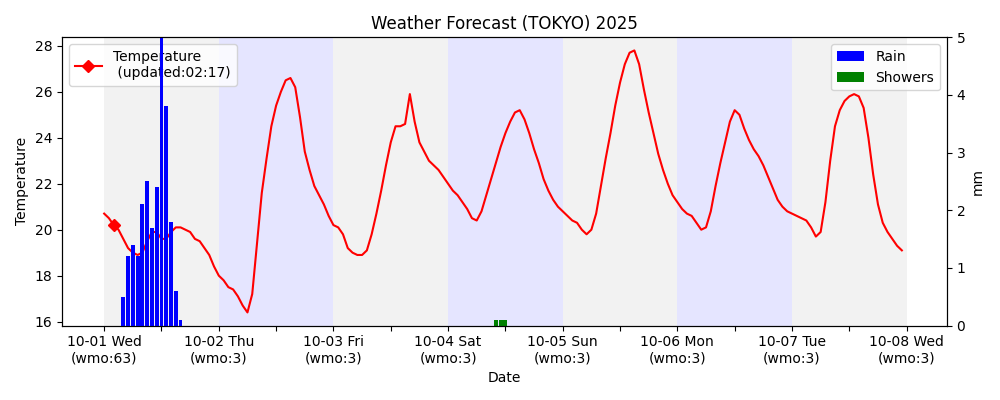 Weather Forecast (TOKYO) 2025
Temperature
(updated:02:17)
Rain
Showers
Temperature
28
26
24
22
20
18
16
5
4
3
2
1
0
mm
10-01 Wed
(wmo:63)
10-02 Thu
(wmo:3)
10-03 Fri
(wmo:3)
10-04 Sat
(wmo:3)
10-05 Sun
(wmo:3)
10-06 Mon
(wmo:3)
10-07 Tue
(wmo:3)
10-08 Wed
(wmo:3)
Date